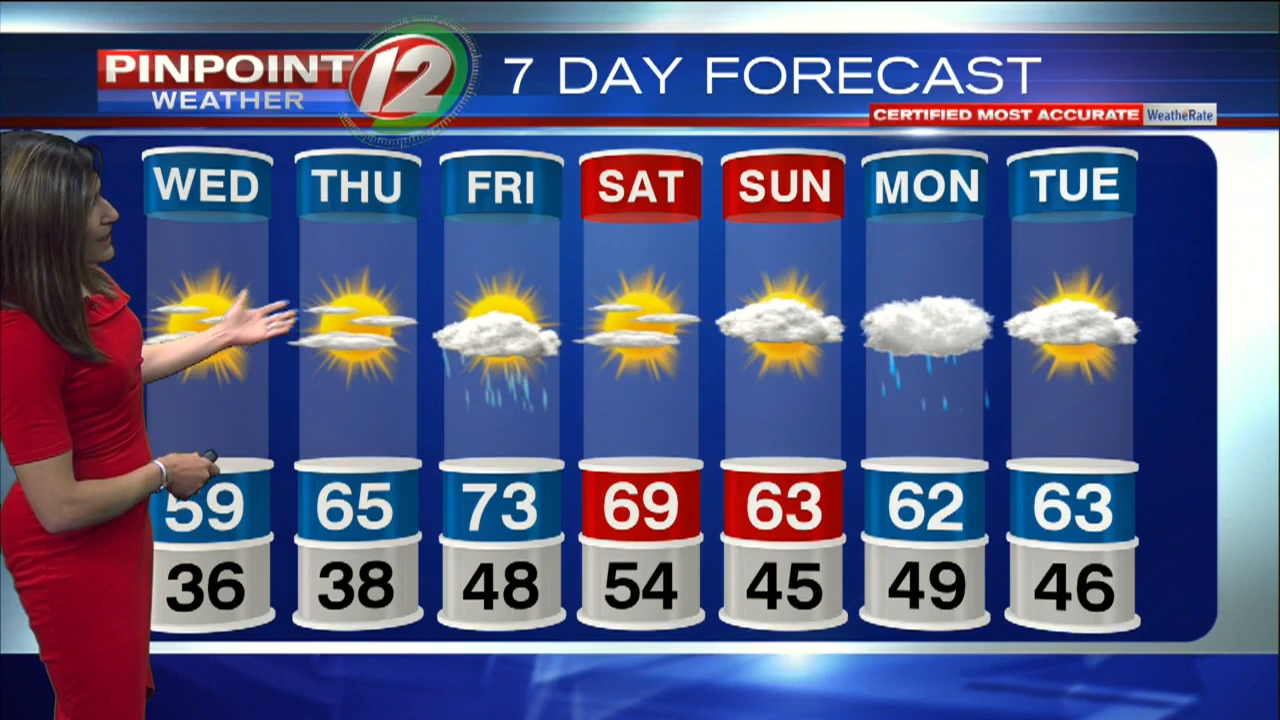 PINPOINT 12
WEATHER
7 DAY FORECAST
CERTIFIED MOST ACCURATE WeatheRate
WED THU FRI SAT SUN MON TUE
59 65 73 69 63 62 63
36 38 48 54 45 49 46